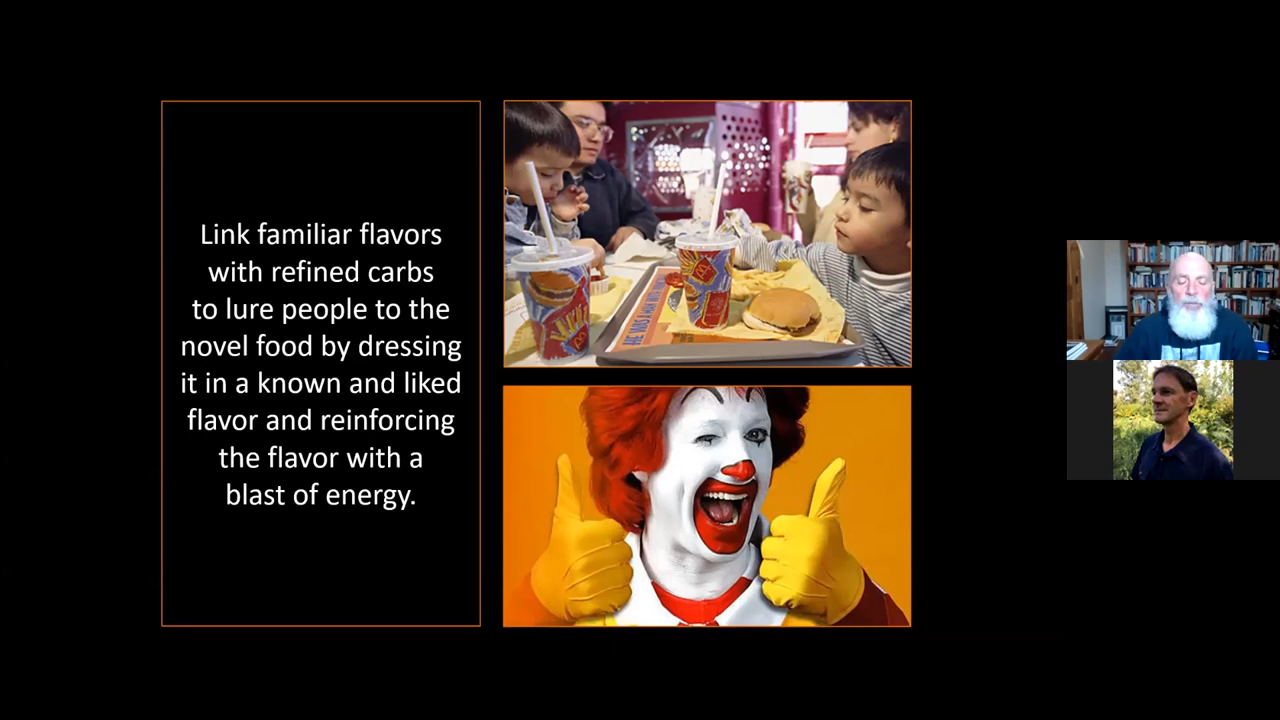 Link familiar flavors
with refined carbs
to lure people to the
novel food by dressing
it in a known and liked
flavor and reinforcing
the flavor with a
blast of energy.